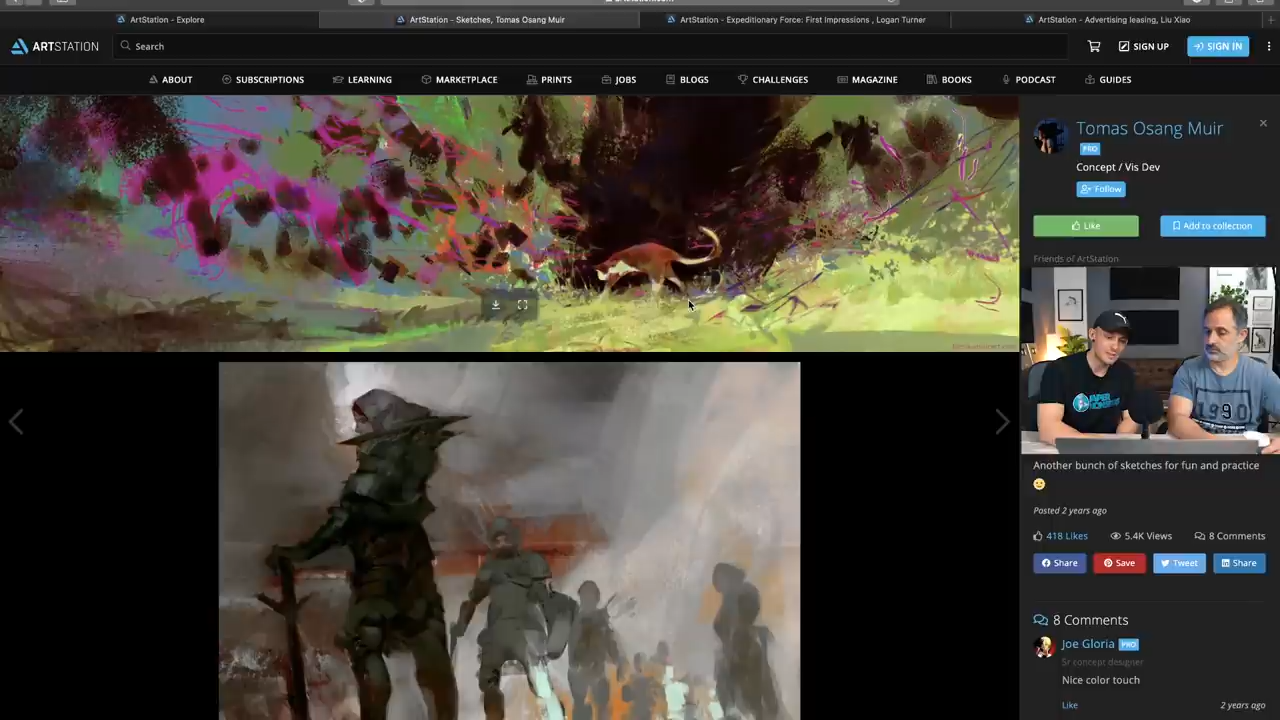 ArtStation - Explore
ArtStation - Sketches, Tomas Osang Muir
ArtStation - Expeditionary Force: First Impressions , Logan Turner
ArtStation - Advertising leasing, Liu Xiao
ARTSTATION
Search
SIGN UP
SIGN IN
ABOUT
SUBSCRIPTIONS
LEARNING
MARKETPLACE
PRINTS
JOBS
BLOGS
CHALLENGES
MAGAZINE
BOOKS
PODCAST
GUIDES
Tomas Osang Muir
PRO
Concept / Vis Dev
Follow
Like
Add to collection
Friends of ArtStation
1990
Another bunch of sketches for fun and practice
Posted 2 years ago
418 Likes
5.4K Views
8 Comments
Share
Save
Tweet
Share
8 Comments
Joe Gloria PRO
Sr concept designer
Nice color touch
Like
2 years ago